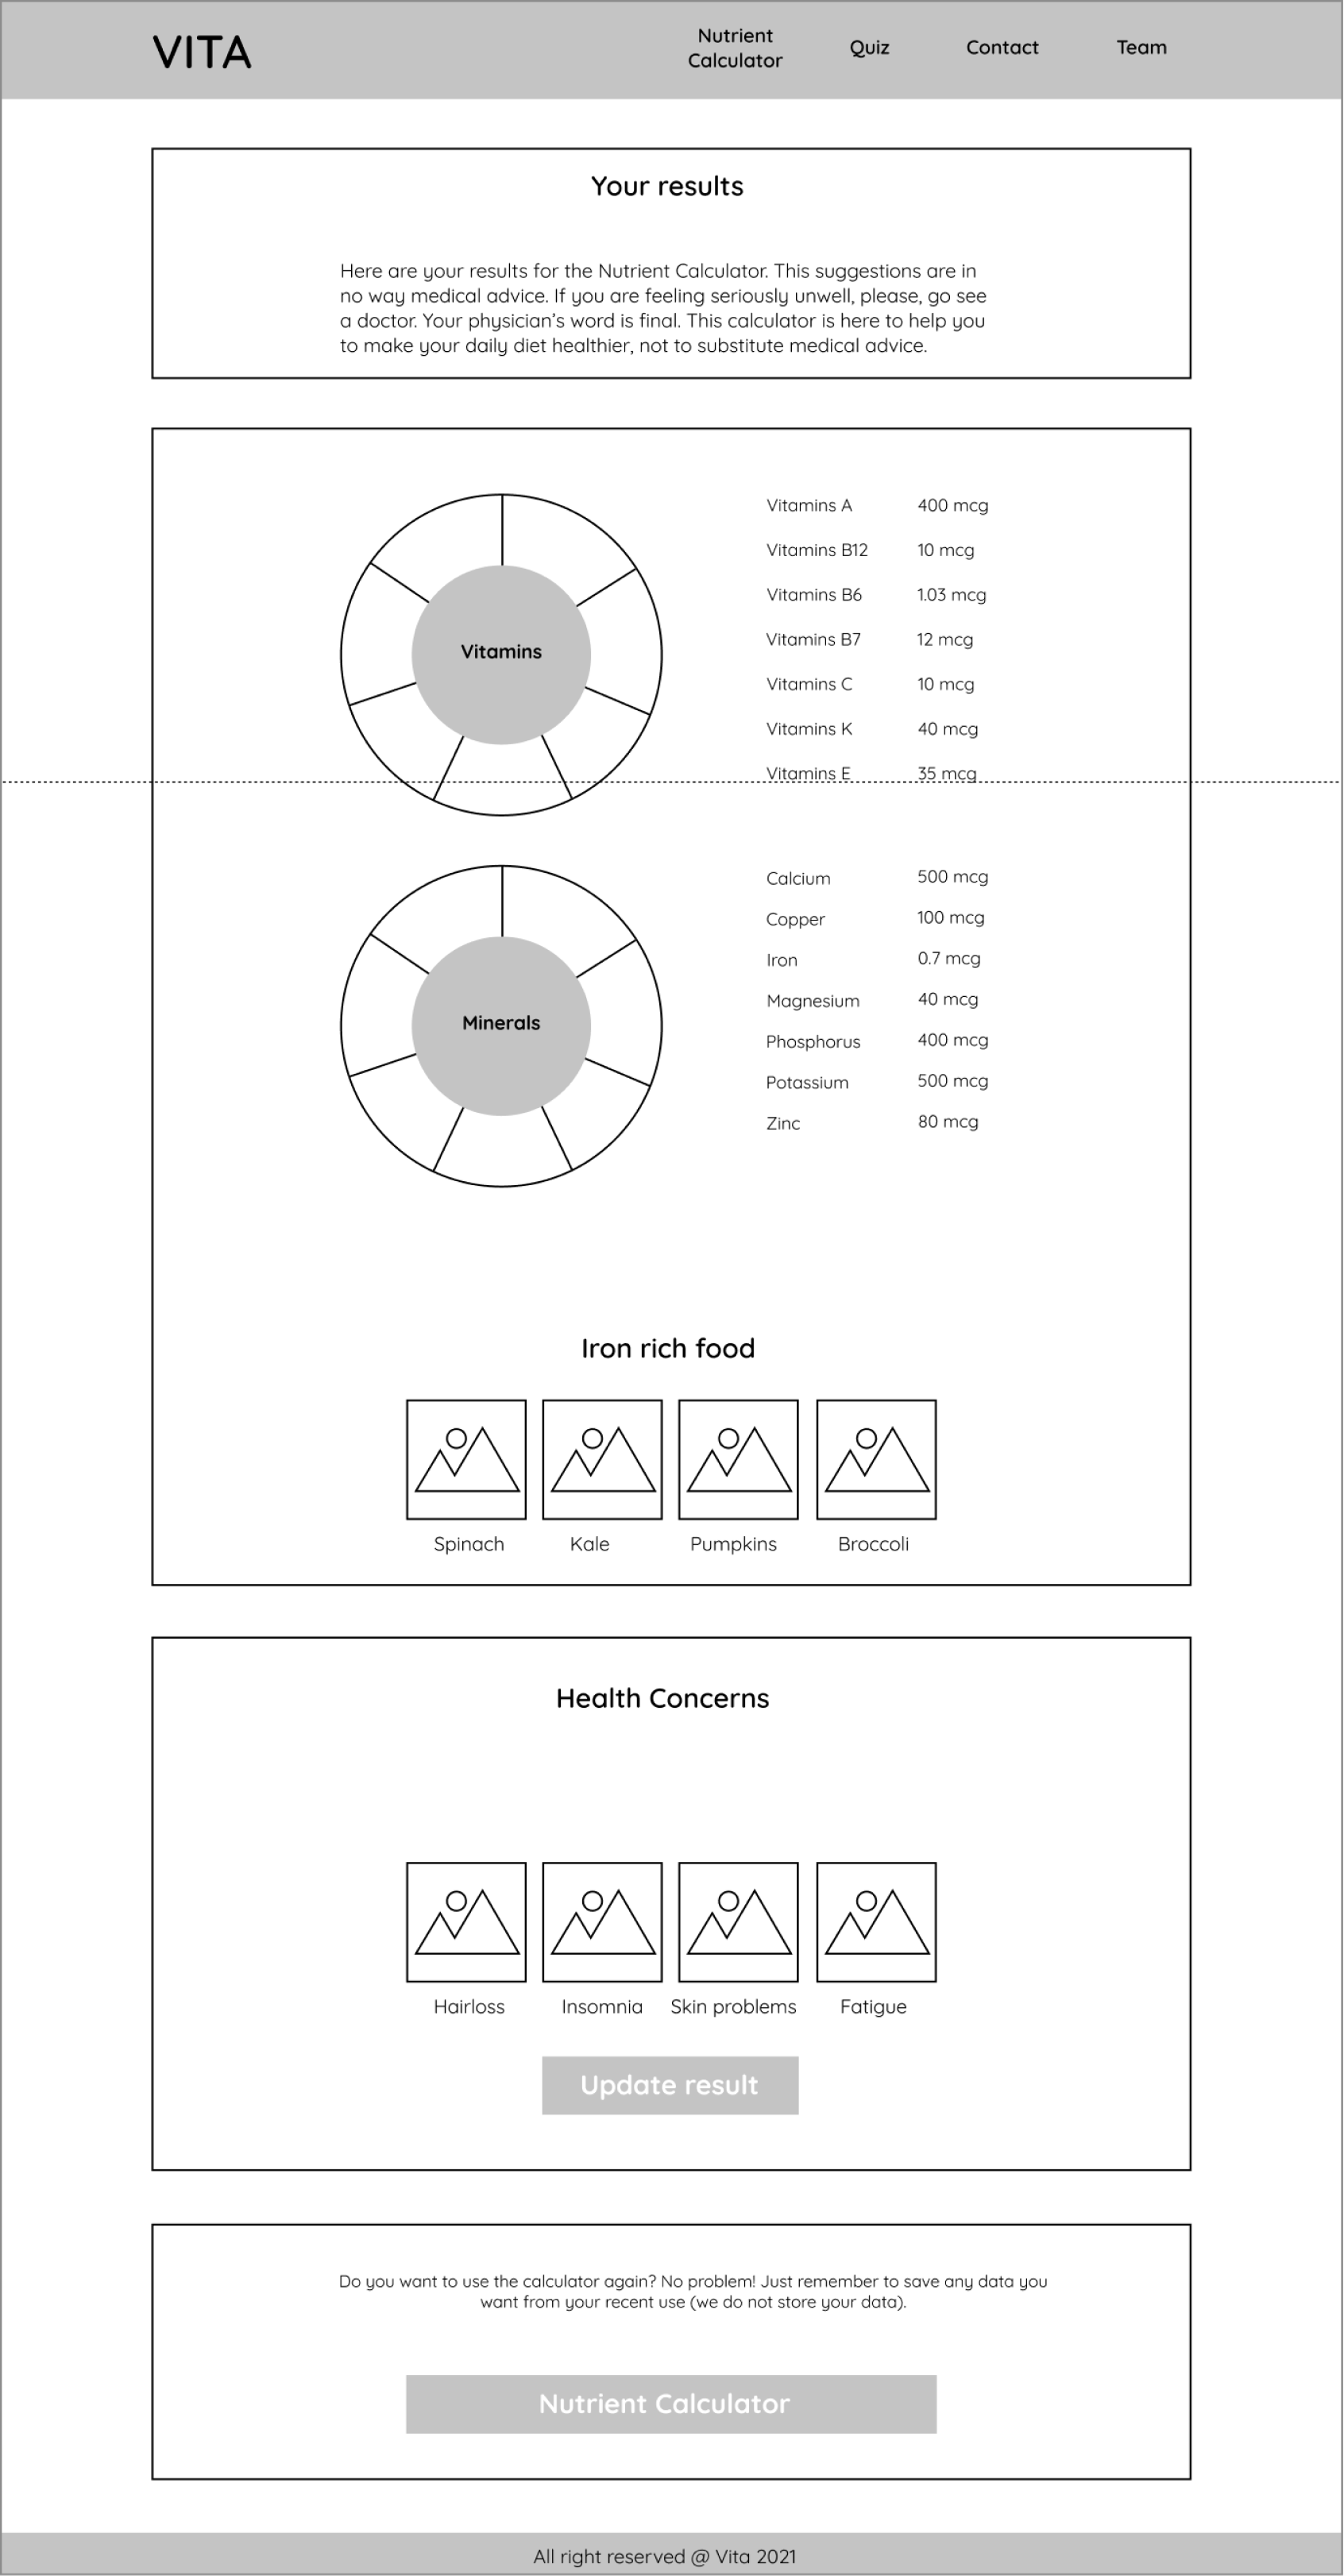 VITA
Nutrient
Calculator
Quiz
Contact
Team
Your results
Here are your results for the Nutrient Calculator. This suggestions are in
no way medical advice. If you are feeling seriously unwell, please, go see
a doctor. Your physician’s word is final. This calculator is here to help you
to make your daily diet healthier, not to substitute medical advice.
Vitamins
Vitamins A 400 mcg
Vitamins B12 10 mcg
Vitamins B6 1.03 mcg
Vitamins B7 12 mcg
Vitamins C 10 mcg
Vitamins K 40 mcg
Vitamins E 35 mcg
Minerals
Calcium 500 mcg
Copper 100 mcg
Iron 0.7 mcg
Magnesium 40 mcg
Phosphorus 400 mcg
Potassium 500 mcg
Zinc 80 mcg
Iron rich food
Spinach Kale Pumpkins Broccoli
Health Concerns
Hairloss Insomnia Skin problems Fatigue
Update result
Do you want to use the calculator again? No problem! Just remember to save any data you
want from your recent use (we do not store your data).
Nutrient Calculator
All right reserved @ Vita 2021